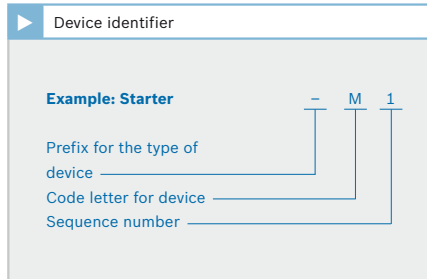 Device identifier
Example: Starter – M 1
Prefix for the type of
device
Code letter for device
Sequence number